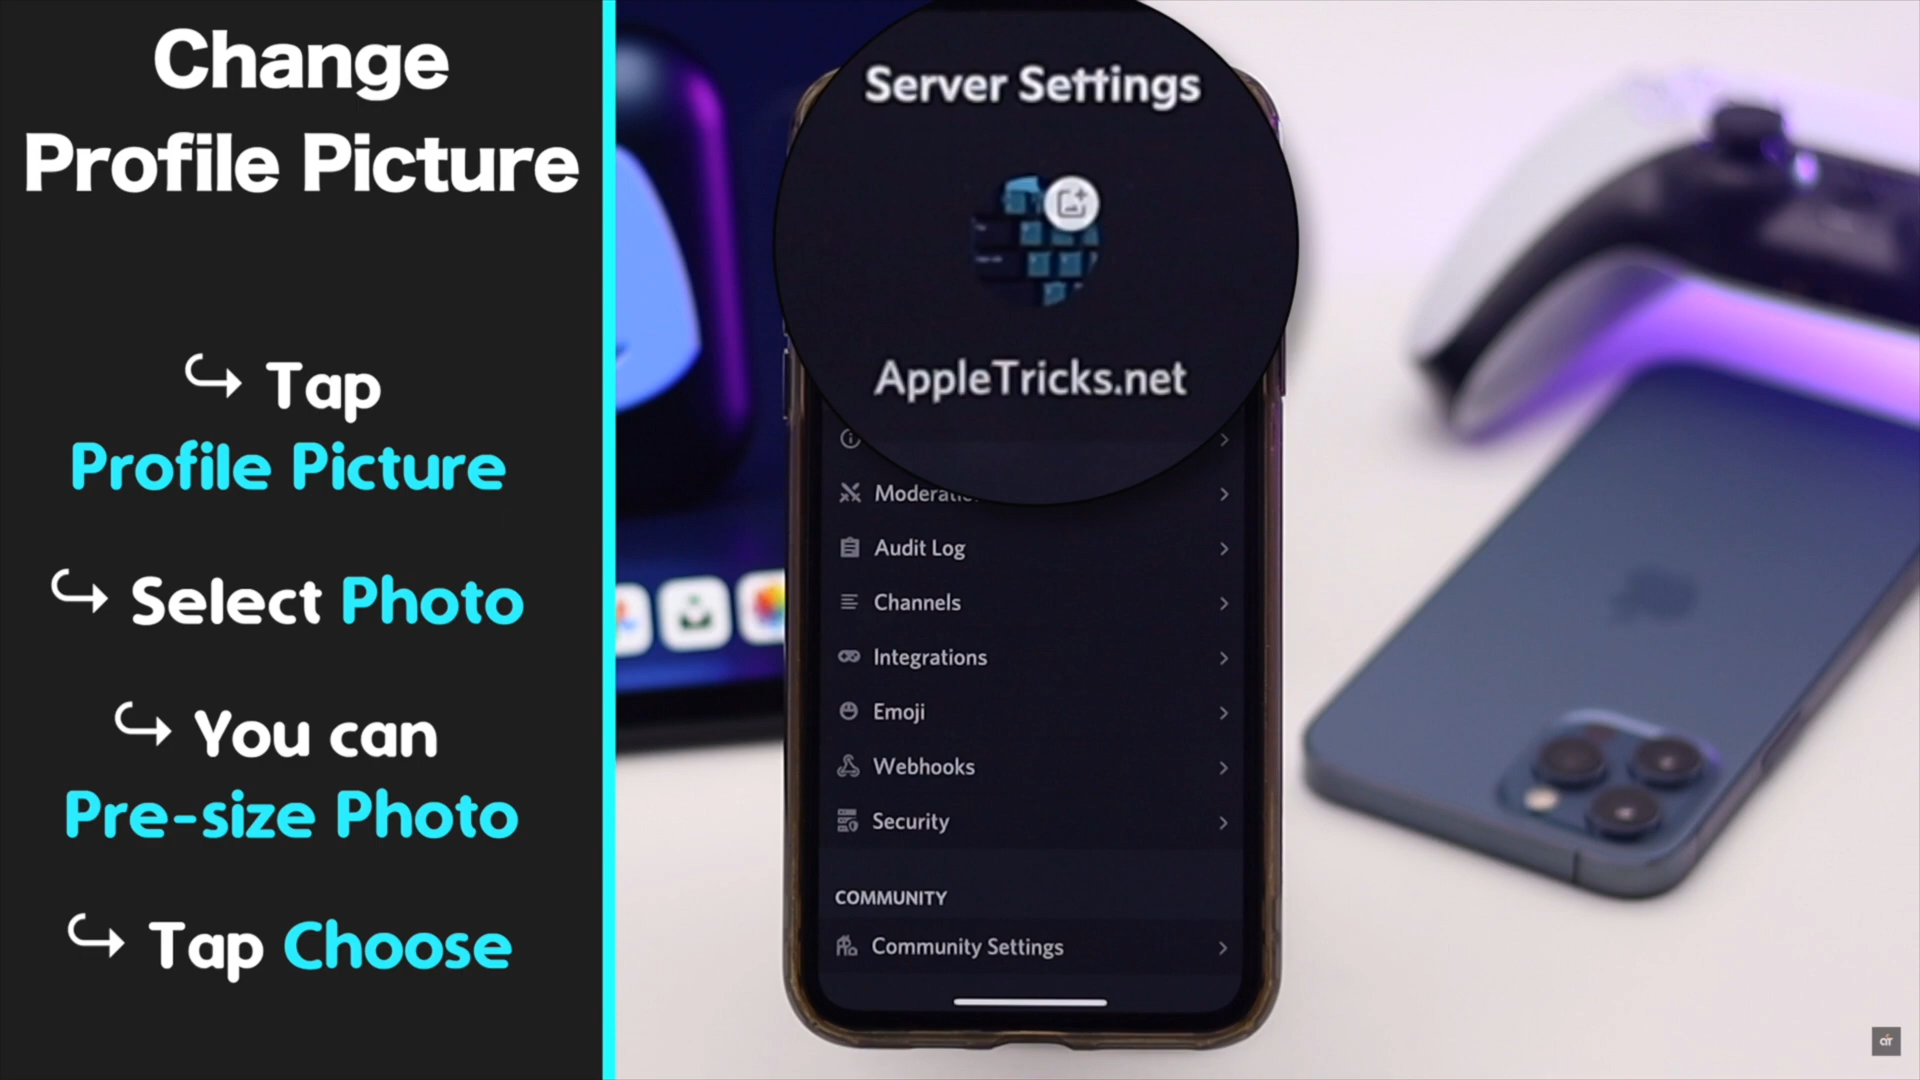 Change
Profile Picture
↪ Tap
Profile Picture
↪ Select Photo
↪ You can
Pre-size Photo
↪ Tap Choose
Server Settings
AppleTricks.net
Audit Log
Channels
Integrations
Emoji
Webhooks
Security
COMMUNITY
Community Settings